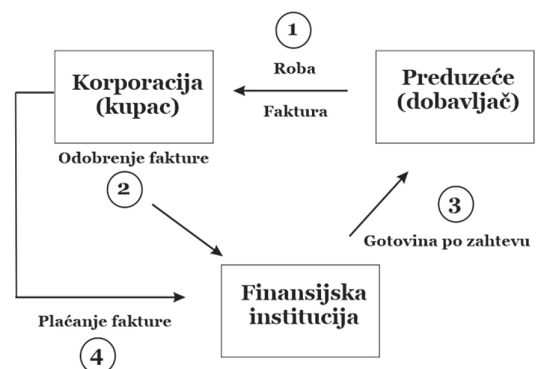 1
Roba
Faktura
Korporacija
(kupac)
Preduzeće
(dobavljač)
Odobrenje fakture
2
3
Gotovina po zahtevu
Finansijska
institucija
Plaćanje fakture
4